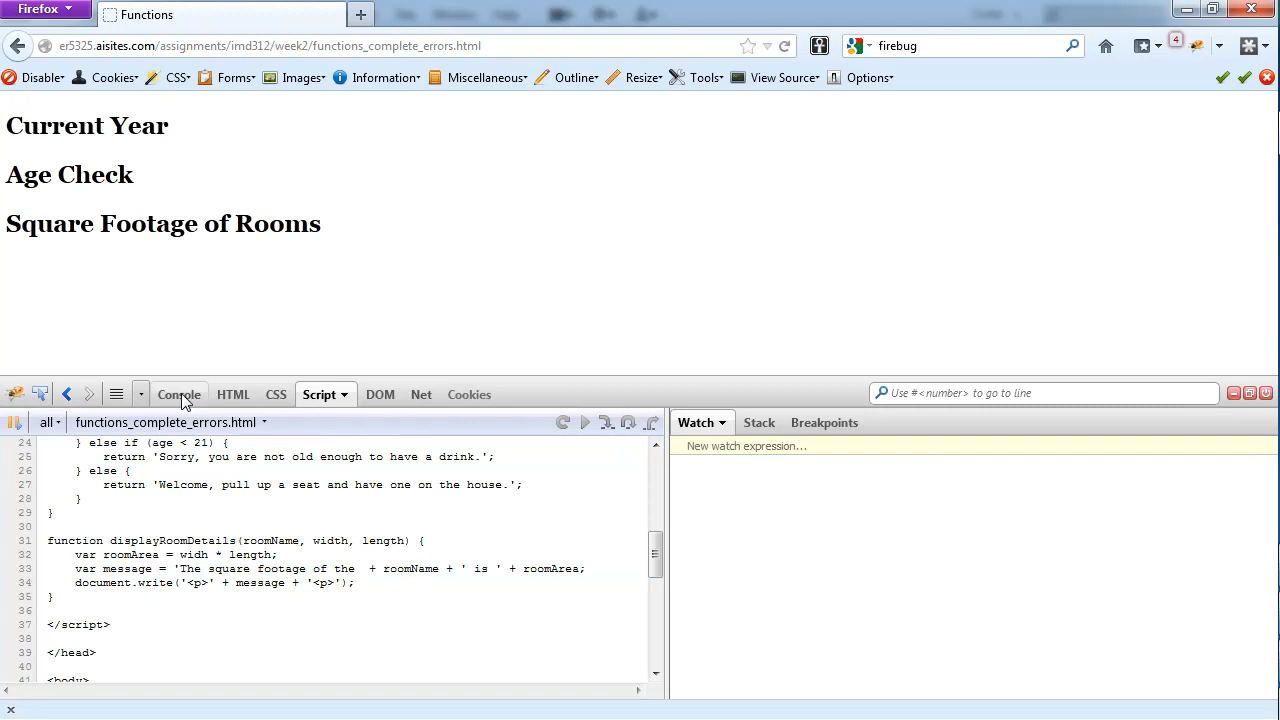 Firefox
Functions
er5325.aisites.com/assignments/imd312/week2/functions_complete_errors.html
firebug
4
Disable Cookies CSS Forms Images Information Miscellaneous Outline Resize Tools View Source Options
Current Year
Age Check
Square Footage of Rooms
Console HTML CSS Script DOM Net Cookies
Use #<number> to go to line
all functions_complete_errors.html
Watch Stack Breakpoints
New watch expression...
24 } else if (age < 21) {
25 return 'Sorry, you are not old enough to have a drink.';
26 } else {
27 return 'Welcome, pull up a seat and have one on the house.';
28 }
29 }
30
31 function displayRoomDetails(roomName, width, length) {
32 var roomArea = widh * length;
33 var message = 'The square footage of the  + roomName + ' is ' + roomArea;
34 document.write('<p>' + message + '<p>');
35 }
36
37 </script>
38
39 </head>
40
41 <body>